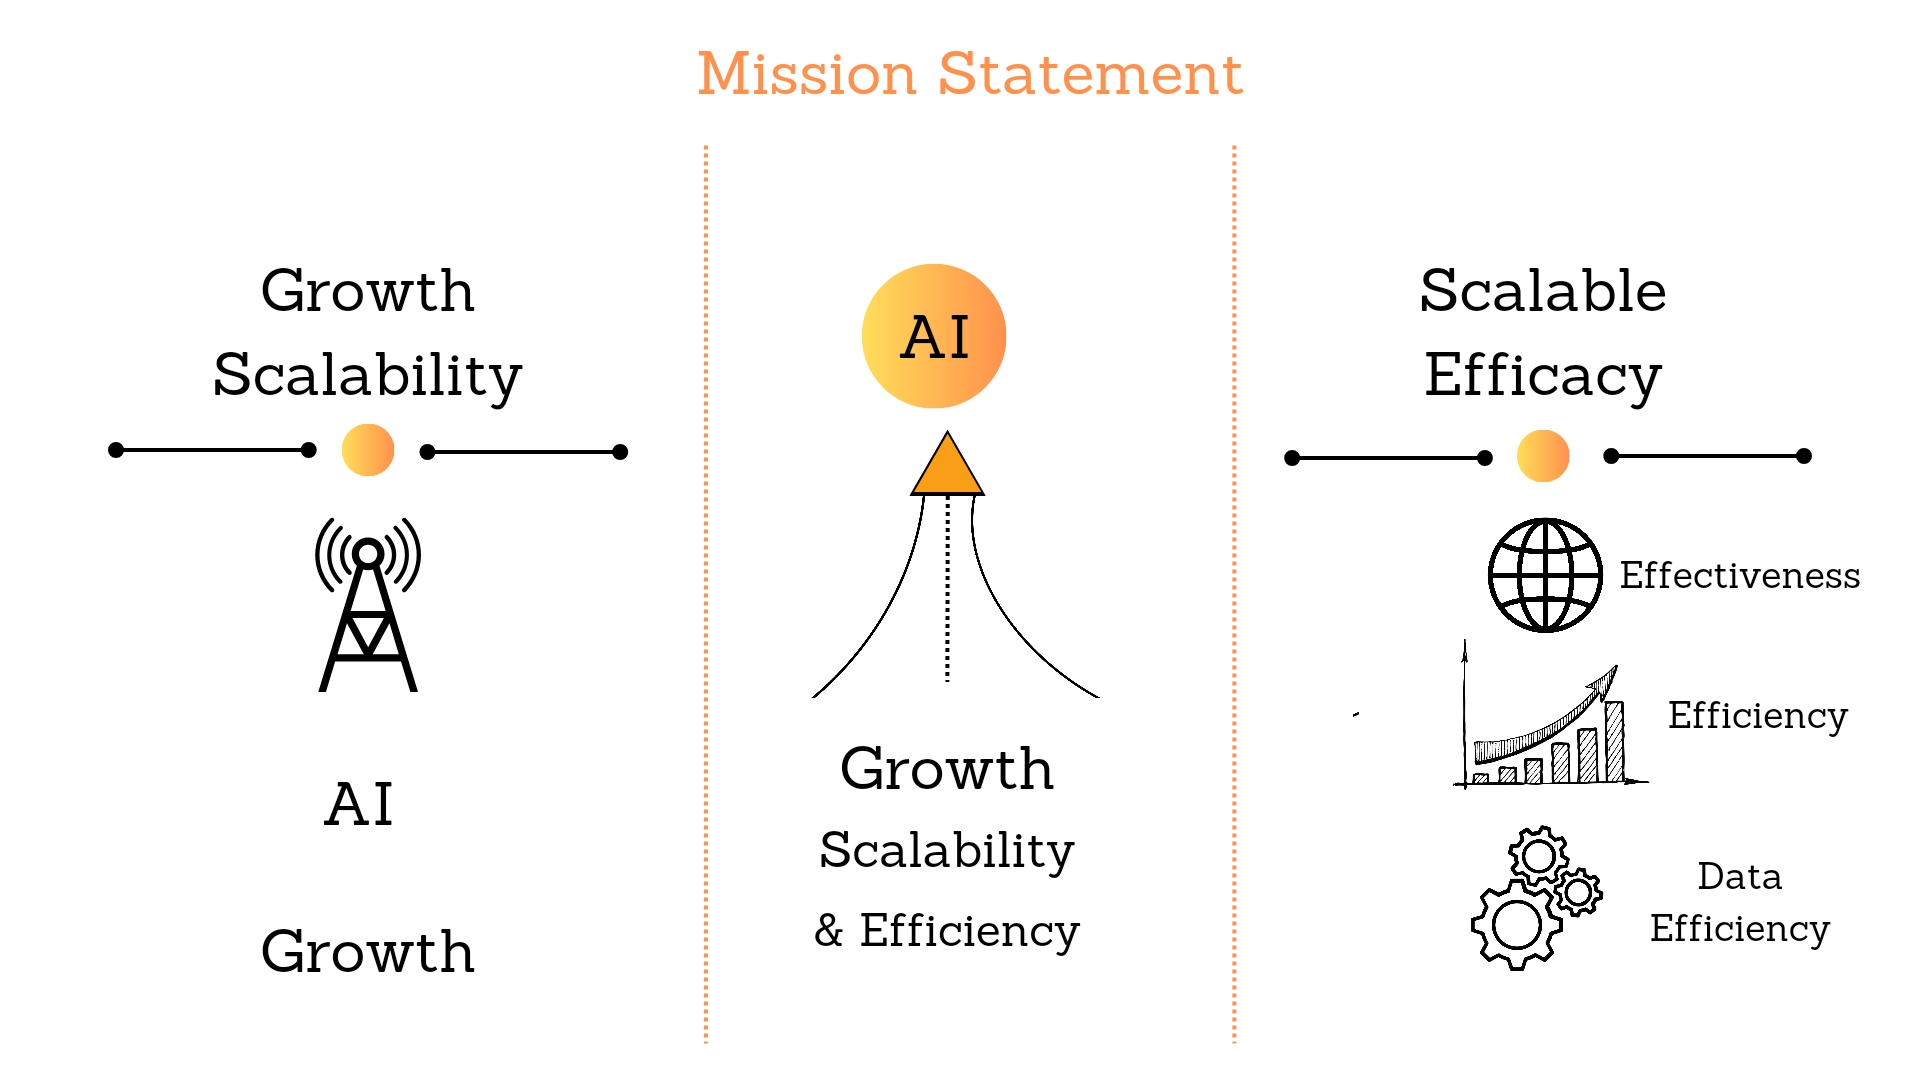 Mission Statement
Growth
Scalability
AI
Growth
AI
Growth
Scalability
& Efficiency
Scalable
Efficacy
Effectiveness
Efficiency
Data
Efficiency